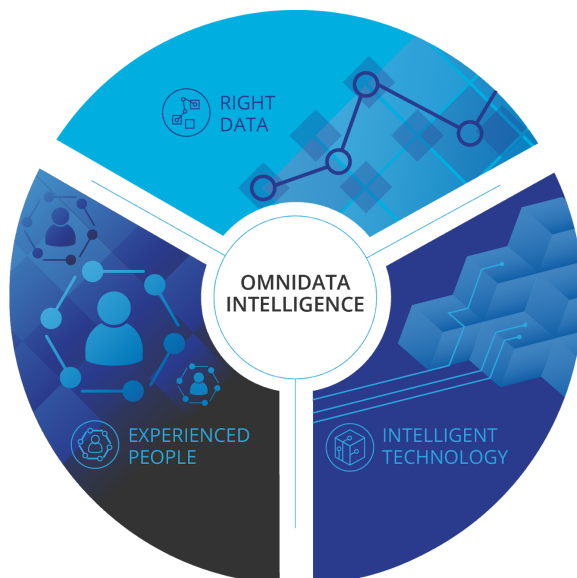 RIGHT
DATA
OMNIDATA
INTELLIGENCE
EXPERIENCED
PEOPLE
INTELLIGENT
TECHNOLOGY